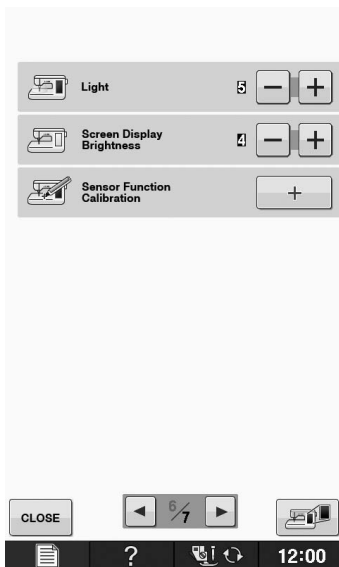 Light 5 − +
Screen Display
Brightness 4 − +
Sensor Function
Calibration +
CLOSE 6/7
? 12:00